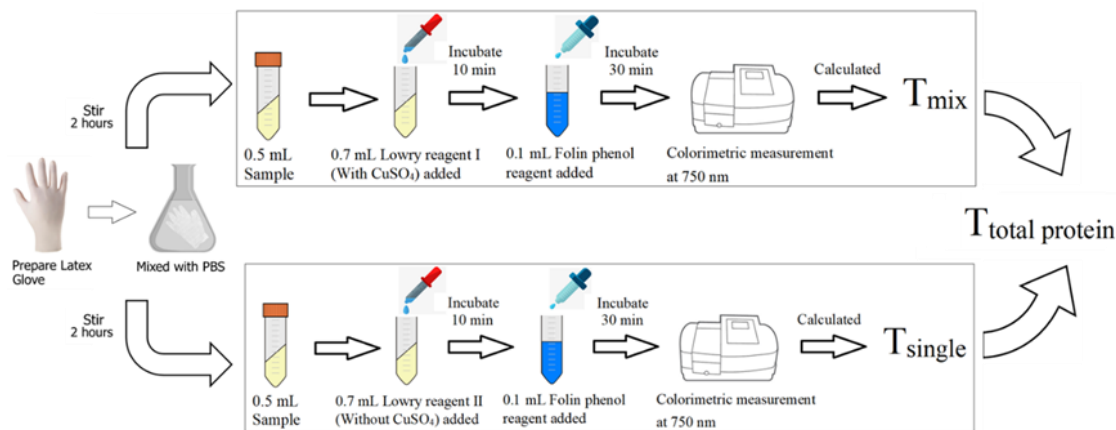 Stir
2 hours
Prepare Latex
Glove
Mixed with PBS
Stir
2 hours
0.5 mL
Sample
0.7 mL Lowry reagent I
(With CuSO₄) added
Incubate
10 min
0.1 mL Folin phenol
reagent added
Incubate
30 min
Colorimetric measurement
at 750 nm
Calculated
Tmix
0.5 mL
Sample
0.7 mL Lowry reagent II
(Without CuSO₄) added
Incubate
10 min
0.1 mL Folin phenol
reagent added
Incubate
30 min
Colorimetric measurement
at 750 nm
Calculated
Tsingle
Ttotal protein